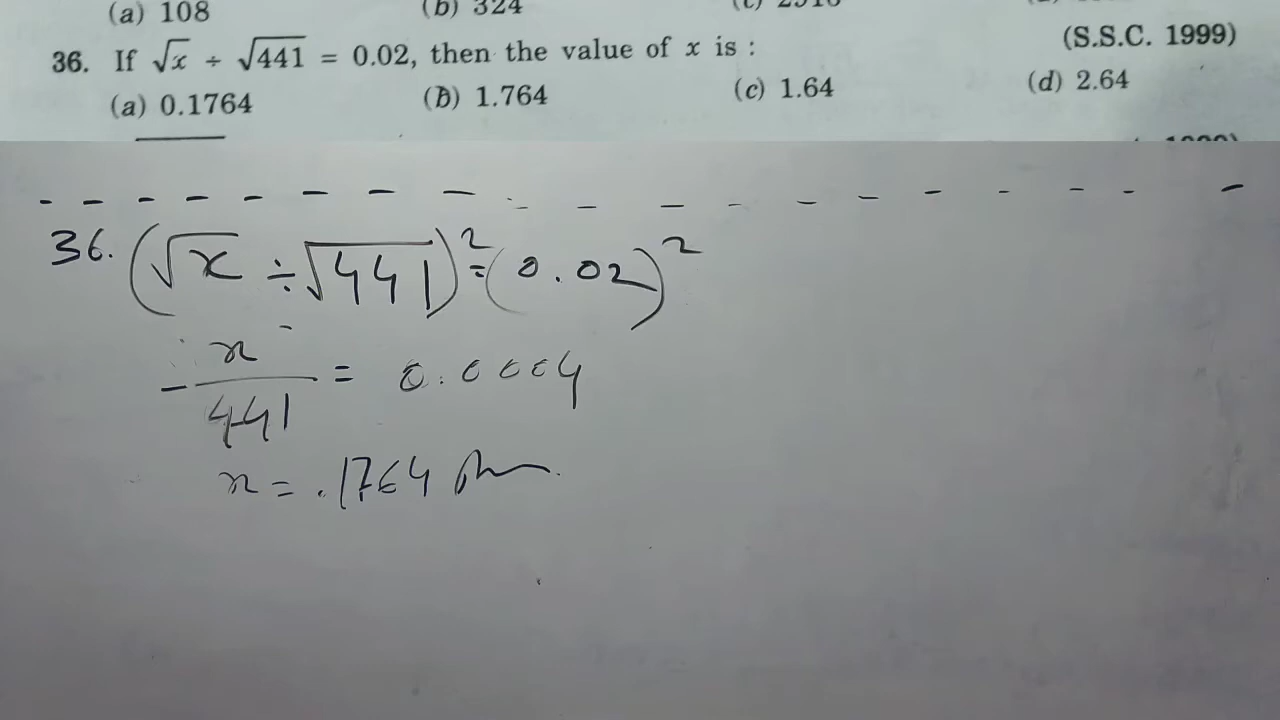 (a) 108 (b) 324
36. If √x ÷ √441 = 0.02, then the value of x is : (S.S.C. 1999)
(a) 0.1764 (b) 1.764 (c) 1.64 (d) 2.64
36. (√x ÷ √441)² = (0.02)²
x/441 = 0.0004
x = .1764